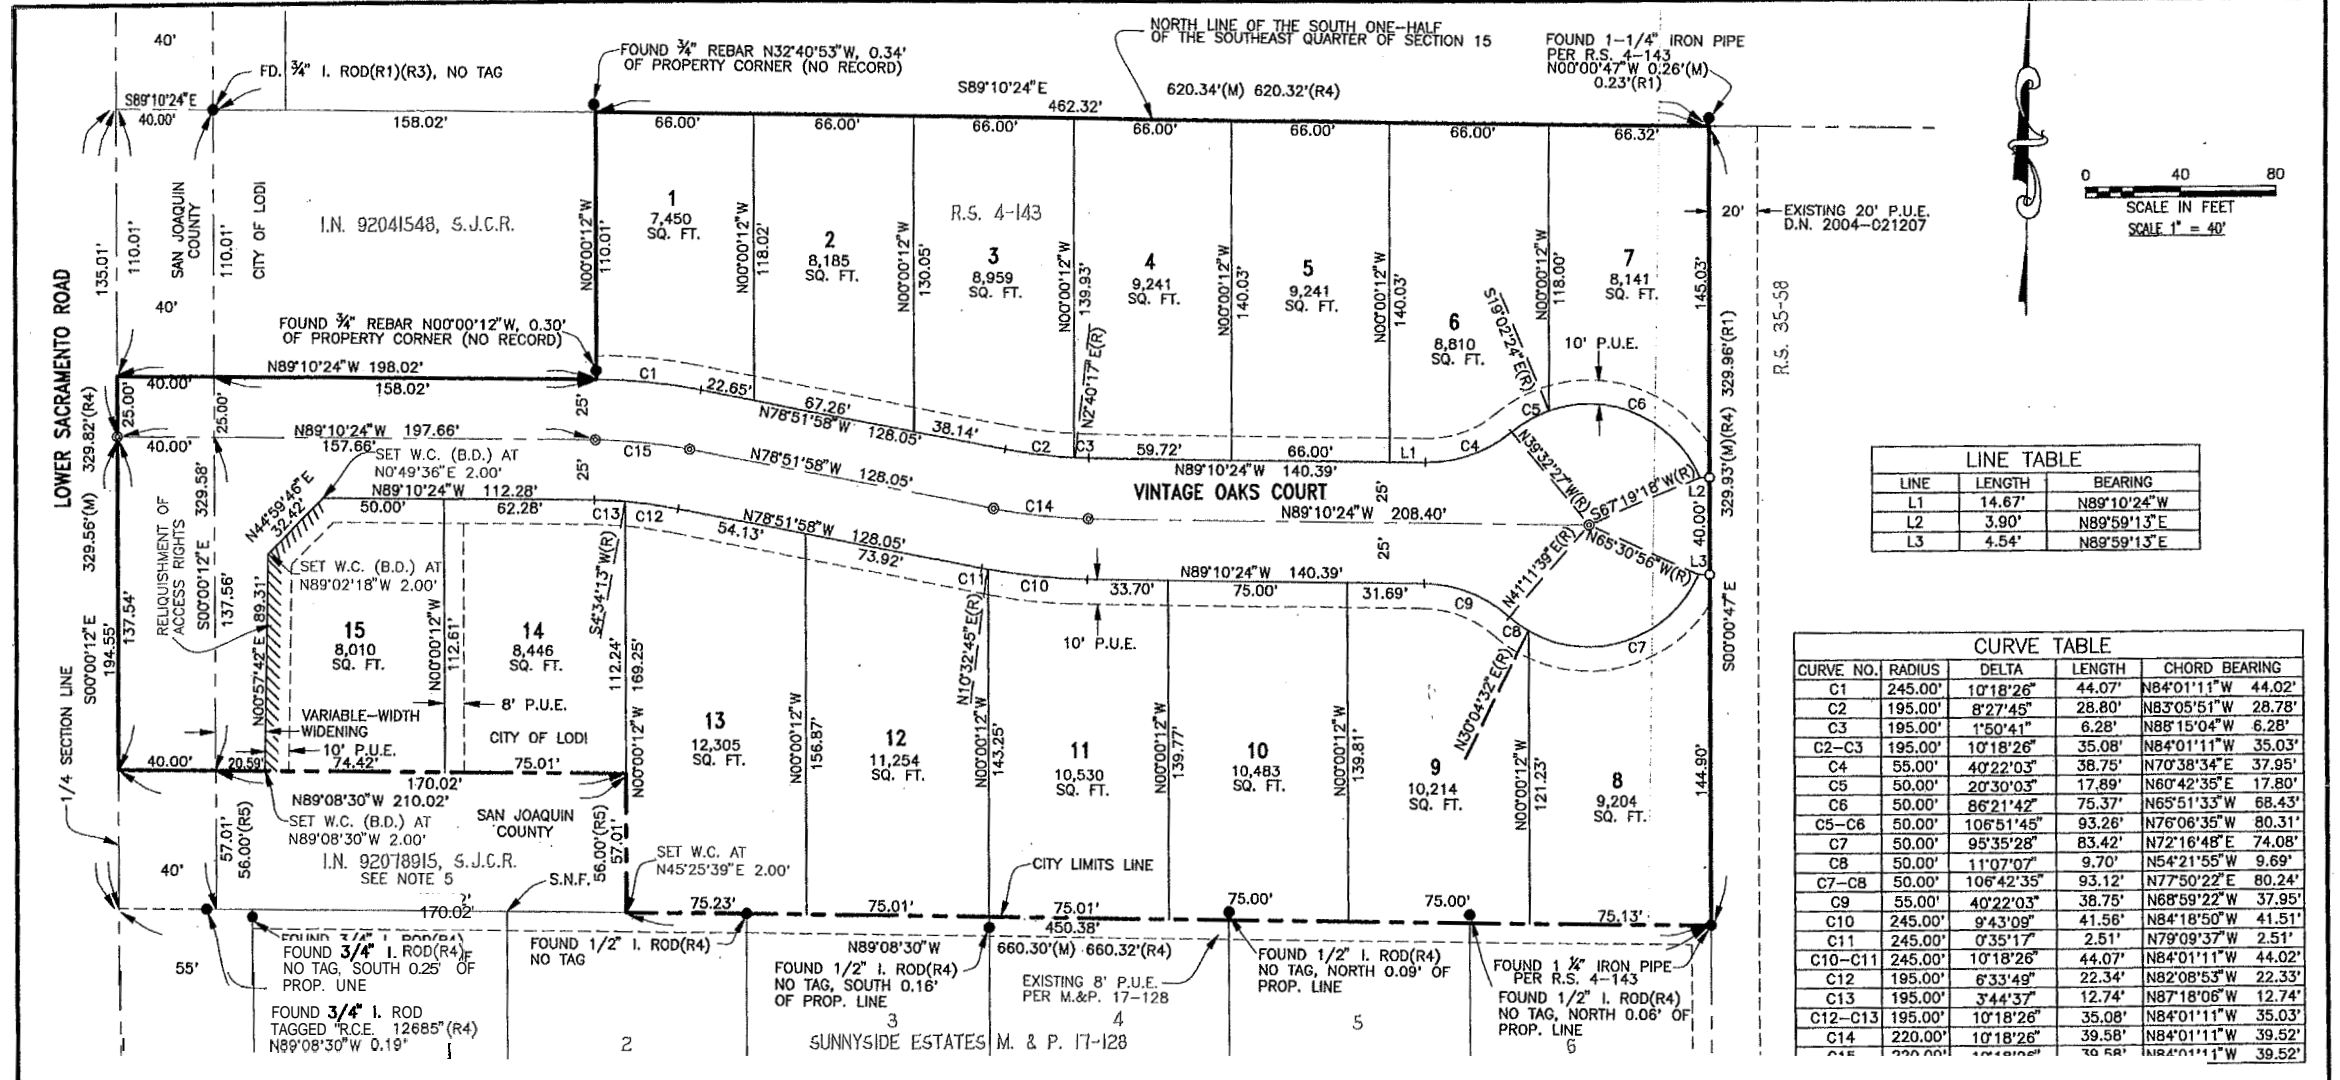 40'
FD. ¾" I. ROD(R1)(R3), NO TAG
S89°10'24"E
40.00'
158.02'
FOUND ¾" REBAR N32°40'53"W, 0.34'
OF PROPERTY CORNER (NO RECORD)
NORTH LINE OF THE SOUTH ONE-HALF
OF THE SOUTHEAST QUARTER OF SECTION 15
S89°10'24"E
462.32'
620.34'(M) 620.32'(R4)
FOUND 1-1/4" IRON PIPE
PER R.S. 4-143
N00°00'47"W 0.26'(M)
0.23'(R1)
66.00'
66.00'
66.00'
66.00'
66.00'
66.00'
66.32'
0 40 80
SCALE IN FEET
SCALE 1" = 40'
20'
EXISTING 20' P.U.E.
D.N. 2004-021207
R.S. 35-58
LOWER SACRAMENTO ROAD
135.01'
110.01'
SAN JOAQUIN
COUNTY
110.01'
CITY OF LODI
40'
I.N. 92041548, S.J.C.R.
N00°00'12"W
110.01'
1
7,450
SQ. FT.
N00°00'12"W
118.02'
2
8,185
SQ. FT.
N00°00'12"W
130.05'
R.S. 4-143
3
8,959
SQ. FT.
N00°00'12"W
139.93'
N2°40'17"E(R)
4
9,241
SQ. FT.
N00°00'12"W
140.03'
5
9,241
SQ. FT.
N00°00'12"W
140.03'
6
8,810
SQ. FT.
S19°02'24"E(R)
N00°00'12"W
118.00'
7
8,141
SQ. FT.
10' P.U.E.
145.03'
329.93'(M)(R4) 329.96'(R1)
FOUND ¾" REBAR N00°00'12"W, 0.30'
OF PROPERTY CORNER (NO RECORD)
N89°10'24"W 198.02'
40.00'
158.02'
25.00'
25.00'
25'
C1
22.65'
67.26'
N78°51'58"W 128.05'
38.14'
C2
C3
59.72'
66.00'
L1
C4
C5
C6
N89°10'24"W 140.39'
N89°10'24"W 197.66'
40.00'
157.66'
25'
C15
N78°51'58"W 128.05'
C14
VINTAGE OAKS COURT
25'
N89°10'24"W 208.40'
25'
N39°32'27"W(R)
S67°19'18"W(R)
N65°30'56"W(R)
N41°11'39"E(R)
L2
40.00'
L3
SET W.C. (B.D.) AT
N0°49'36"E 2.00'
N89°10'24"W 112.28'
50.00'
62.28'
C13
C12
N44°59'46"E
32.42'
54.13'
N78°51'58"W 128.05'
73.92'
C11
C10
N89°10'24"W 140.39'
33.70'
75.00'
31.69'
C9
C8
C7
10' P.U.E.
329.56'(M) 329.82'(R4)
S00°00'12"E
194.55'
137.54'
RELIQUISHMENT OF
ACCESS RIGHTS
S00°00'12"E 329.58'
137.56'
N00°57'42"E 89.31'
SET W.C. (B.D.) AT
N89°02'18"W 2.00'
15
8,010
SQ. FT.
N00°00'12"W
112.61'
14
8,446
SQ. FT.
8' P.U.E.
S4°34'13"W(R)
112.24'
N00°00'12"W 169.25'
VARIABLE-WIDTH
WIDENING
10' P.U.E.
CITY OF LODI
13
12,305
SQ. FT.
N00°00'12"W
156.87'
12
11,254
SQ. FT.
N10°32'45"E(R)
N00°00'12"W
143.25'
11
10,530
SQ. FT.
N00°00'12"W
139.77'
10
10,483
SQ. FT.
N00°00'12"W
139.81'
9
10,214
SQ. FT.
N30°04'32"E(R)
N00°00'12"W
121.23'
8
9,204
SQ. FT.
144.90'
S00°00'47"E
1/4 SECTION LINE
40.00'
20.59'
74.42'
75.01'
170.02'
N89°08'30"W 210.02'
SET W.C. (B.D.) AT
N89°08'30"W 2.00'
SAN JOAQUIN
COUNTY
57.01'
56.00'(R5)
56.00'(R5)
57.01'
40'
I.N. 92078915, S.J.C.R.
SEE NOTE 5
S.N.F.
SET W.C. AT
N45°25'39"E 2.00'
CITY LIMITS LINE
170.02'
75.23'
75.01'
75.01'
75.00'
75.00'
75.13'
450.38'
N89°08'30"W
660.30'(M) 660.32'(R4)
55'
FOUND 3/4" I. ROD(R4)
NO TAG, SOUTH 0.25' OF
PROP. LINE
FOUND 3/4" I. ROD
TAGGED "R.C.E. 12685"(R4)
N89°08'30"W 0.19'
FOUND 1/2" I. ROD(R4)
NO TAG
FOUND 1/2" I. ROD(R4)
NO TAG, SOUTH 0.16'
OF PROP. LINE
EXISTING 8' P.U.E.
PER M.&P. 17-128
FOUND 1/2" I. ROD(R4)
NO TAG, NORTH 0.09' OF
PROP. LINE
FOUND 1 ¼" IRON PIPE
PER R.S. 4-143
FOUND 1/2" I. ROD(R4)
NO TAG, NORTH 0.06' OF
PROP. LINE
1
2
3
4
5
6
SUNNYSIDE ESTATES M. & P. 17-128
LINE TABLE
LINE LENGTH BEARING
L1 14.67' N89°10'24"W
L2 3.90' N89°59'13"E
L3 4.54' N89°59'13"E
CURVE TABLE
CURVE NO. RADIUS DELTA LENGTH CHORD BEARING
C1 245.00' 10°18'26" 44.07' N84°01'11"W 44.02'
C2 195.00' 8°27'45" 28.80' N83°05'51"W 28.78'
C3 195.00' 1°50'41" 6.28' N88°15'04"W 6.28'
C2-C3 195.00' 10°18'26" 35.08' N84°01'11"W 35.03'
C4 55.00' 40°22'03" 38.75' N70°38'34"E 37.95'
C5 50.00' 20°30'03" 17.89' N60°42'35"E 17.80'
C6 50.00' 86°21'42" 75.37' N65°51'33"W 68.43'
C5-C6 50.00' 106°51'45" 93.26' N76°06'35"W 80.31'
C7 50.00' 95°35'28" 83.42' N72°16'48"E 74.08'
C8 50.00' 11°07'07" 9.70' N54°21'55"W 9.69'
C7-C8 50.00' 106°42'35" 93.12' N77°50'22"E 80.24'
C9 55.00' 40°22'03" 38.75' N68°59'22"W 37.95'
C10 245.00' 9°43'09" 41.56' N84°18'50"W 41.51'
C11 245.00' 0°35'17" 2.51' N79°09'37"W 2.51'
C10-C11 245.00' 10°18'26" 44.07' N84°01'11"W 44.02'
C12 195.00' 6°33'49" 22.34' N82°08'53"W 22.33'
C13 195.00' 3°44'37" 12.74' N87°18'06"W 12.74'
C12-C13 195.00' 10°18'26" 35.08' N84°01'11"W 35.03'
C14 220.00' 10°18'26" 39.58' N84°01'11"W 39.52'
C15 220.00' 10°18'26" 39.58' N84°01'11"W 39.52'